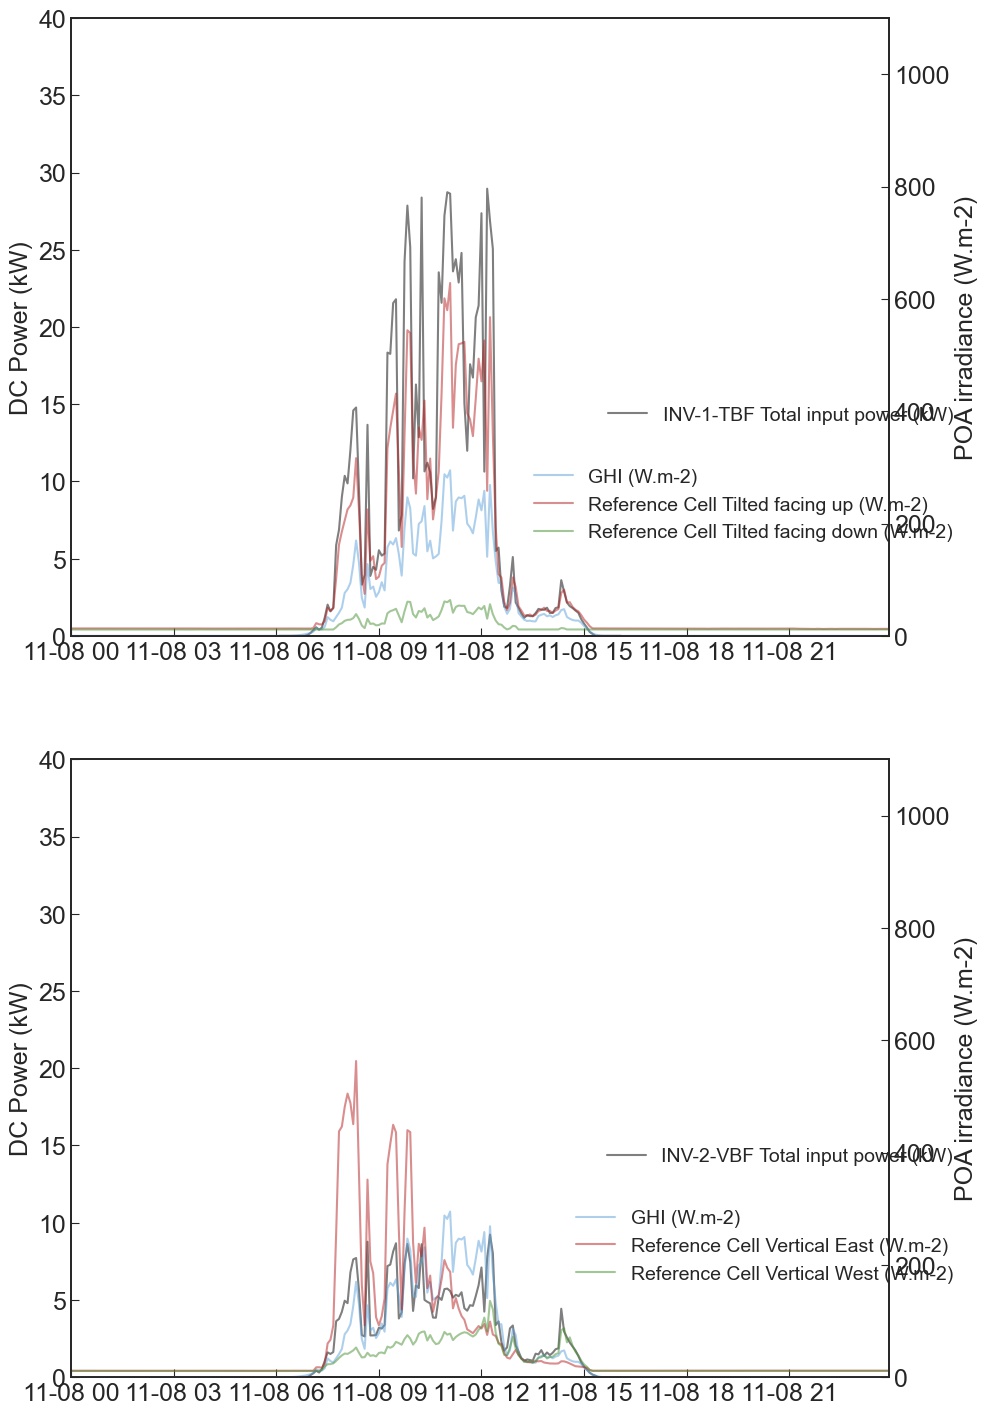 40
35
30
25
20
15
10
5
0
DC Power (kW)
1000
800
600
400
200
0
POA irradiance (W.m-2)
INV-1-TBF Total input power (kW)
GHI (W.m-2)
Reference Cell Tilted facing up (W.m-2)
Reference Cell Tilted facing down (W.m-2)
11-08 00 11-08 03 11-08 06 11-08 09 11-08 12 11-08 15 11-08 18 11-08 21
40
35
30
25
20
15
10
5
0
DC Power (kW)
1000
800
600
400
200
0
POA irradiance (W.m-2)
INV-2-VBF Total input power (kW)
GHI (W.m-2)
Reference Cell Vertical East (W.m-2)
Reference Cell Vertical West (W.m-2)
11-08 00 11-08 03 11-08 06 11-08 09 11-08 12 11-08 15 11-08 18 11-08 21